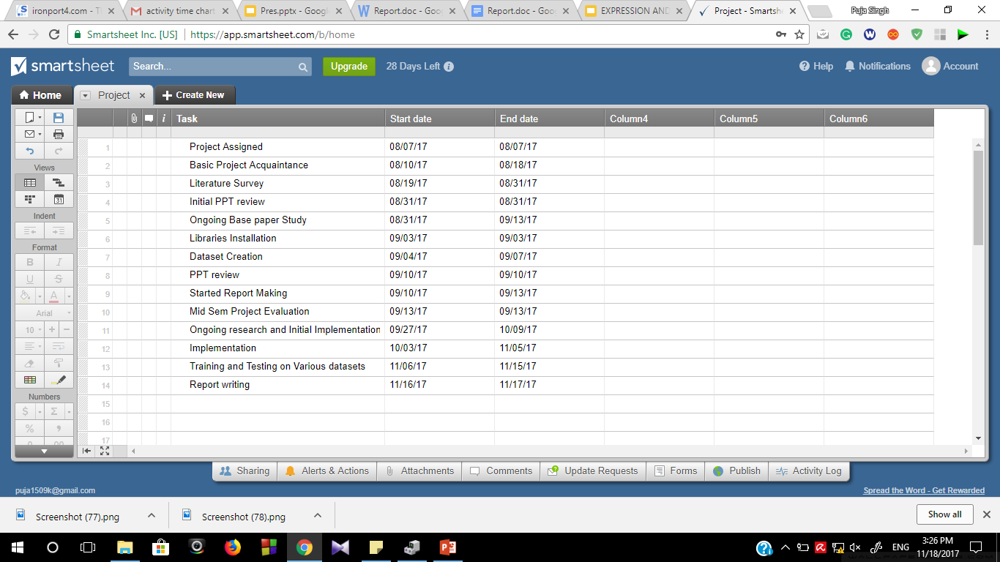 ironport4.com - T
activity time chart
Pres.pptx - Goog
Report.doc - Goo
Report.doc - Goo
EXPRESSION AND
Project - Smartsh
Puja Singh
Smartsheet Inc. [US] https://app.smartsheet.com/b/home
smartsheet Search... Upgrade 28 Days Left Help Notifications Account
Home Project Create New
Task Start date End date Column4 Column5 Column6
1 Project Assigned 08/07/17 08/07/17
2 Basic Project Acquaintance 08/10/17 08/18/17
3 Literature Survey 08/19/17 08/31/17
4 Initial PPT review 08/31/17 08/31/17
5 Ongoing Base paper Study 08/31/17 09/13/17
6 Libraries Installation 09/03/17 09/03/17
7 Dataset Creation 09/04/17 09/07/17
8 PPT review 09/10/17 09/10/17
9 Started Report Making 09/10/17 09/13/17
10 Mid Sem Project Evaluation 09/13/17 09/13/17
11 Ongoing research and Initial Implementation 09/27/17 10/09/17
12 Implementation 10/03/17 11/05/17
13 Training and Testing on Various datasets 11/06/17 11/15/17
14 Report writing 11/16/17 11/17/17
15
16
17
Views
31
Indent
Format
B I
U S
A
Arial
10 + −
Numbers
$ Σ
% ,
Sharing Alerts & Actions Attachments Comments Update Requests Forms Publish Activity Log
puja1509k@gmail.com Spread the Word - Get Rewarded
Screenshot (77).png Screenshot (78).png Show all
ENG 3:26 PM
11/18/2017